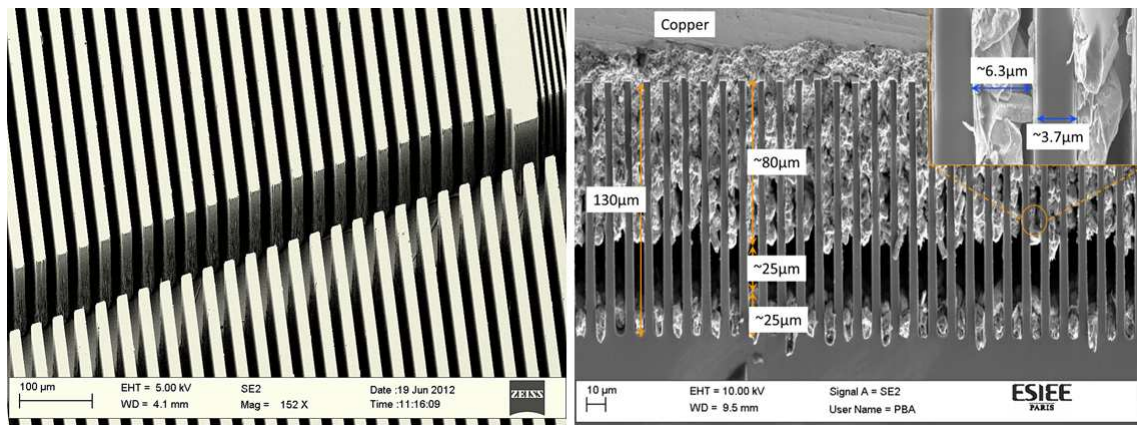 100 µm
EHT = 5.00 kV
SE2
Date :19 Jun 2012
WD = 4.1 mm
Mag = 152 X
Time :11:16:09
ZEISS
Copper
~6.3µm
~3.7µm
~80µm
130µm
~25µm
~25µm
10 µm
EHT = 10.00 kV
Signal A = SE2
WD = 9.5 mm
User Name = PBA
ESIEE
PARIS